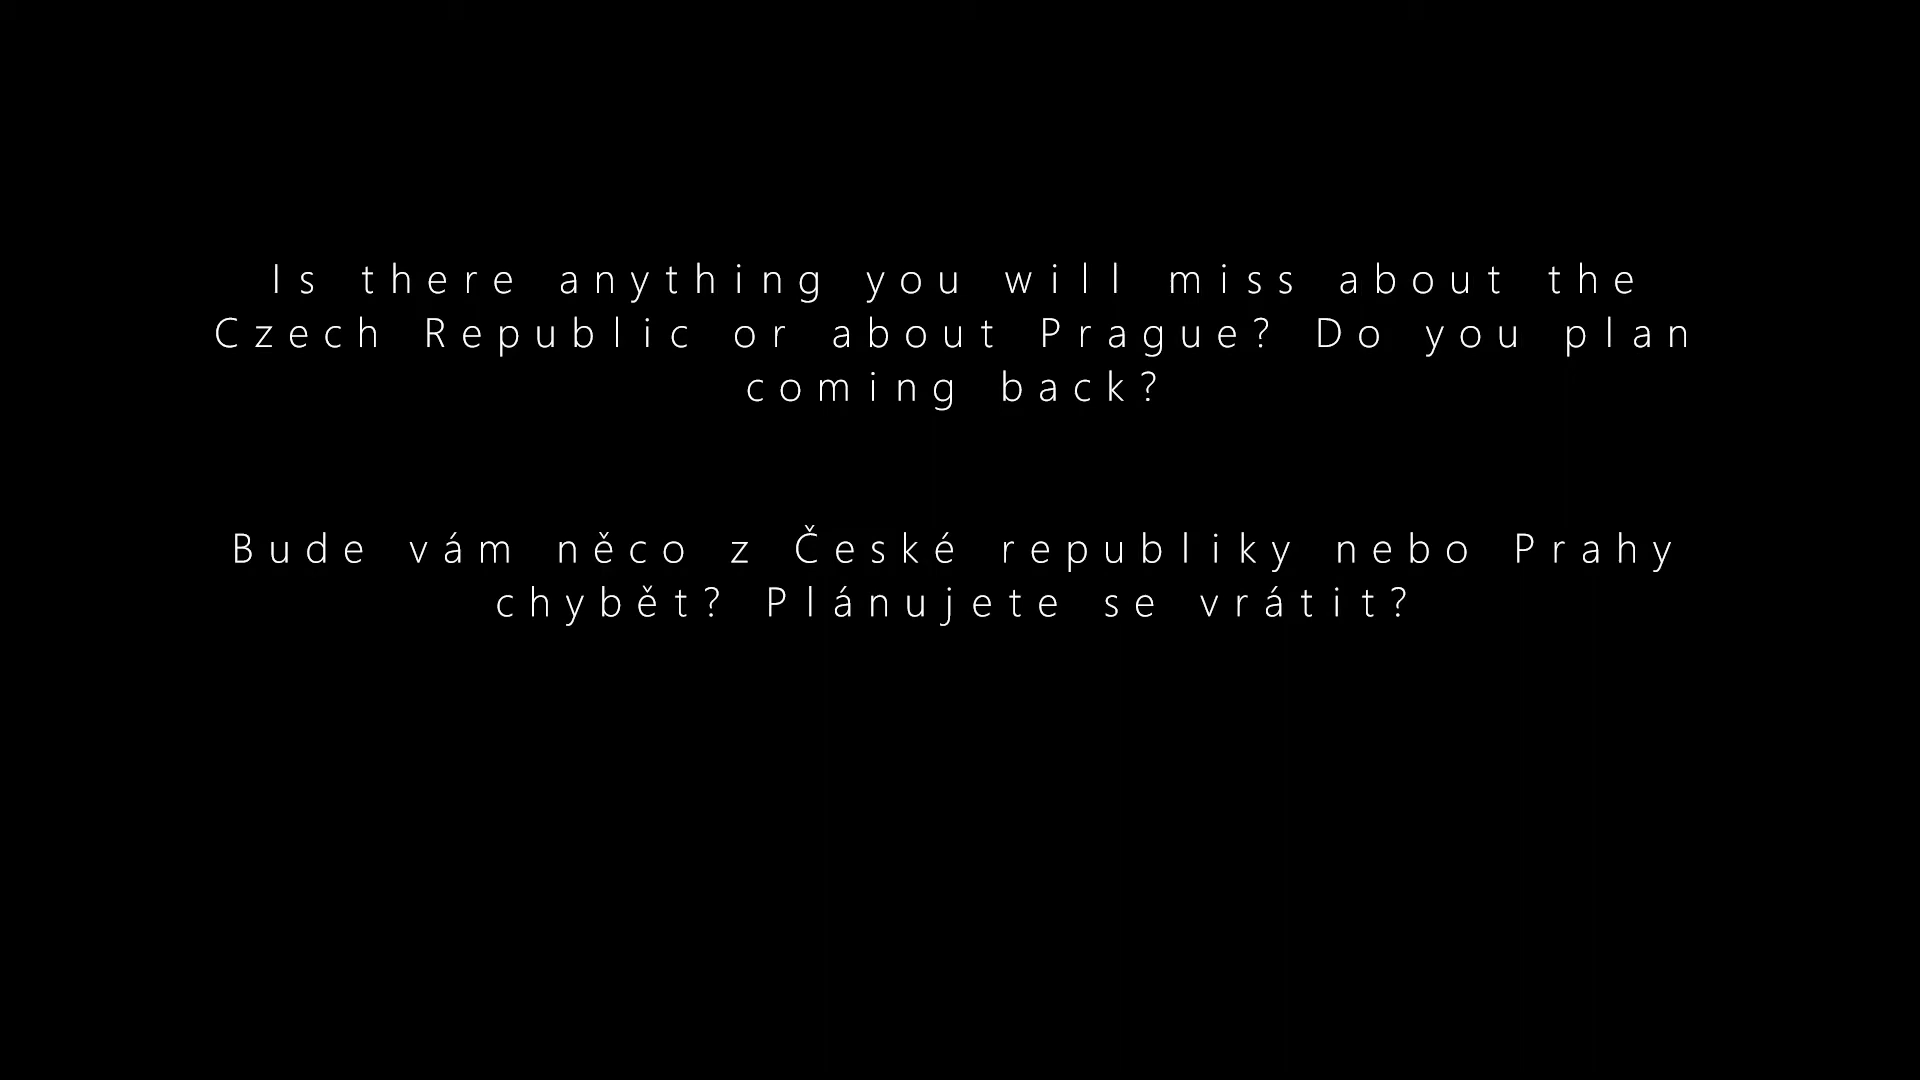 Is there anything you will miss about the
Czech Republic or about Prague? Do you plan
coming back?
Bude vám něco z České republiky nebo Prahy
chybět? Plánujete se vrátit?